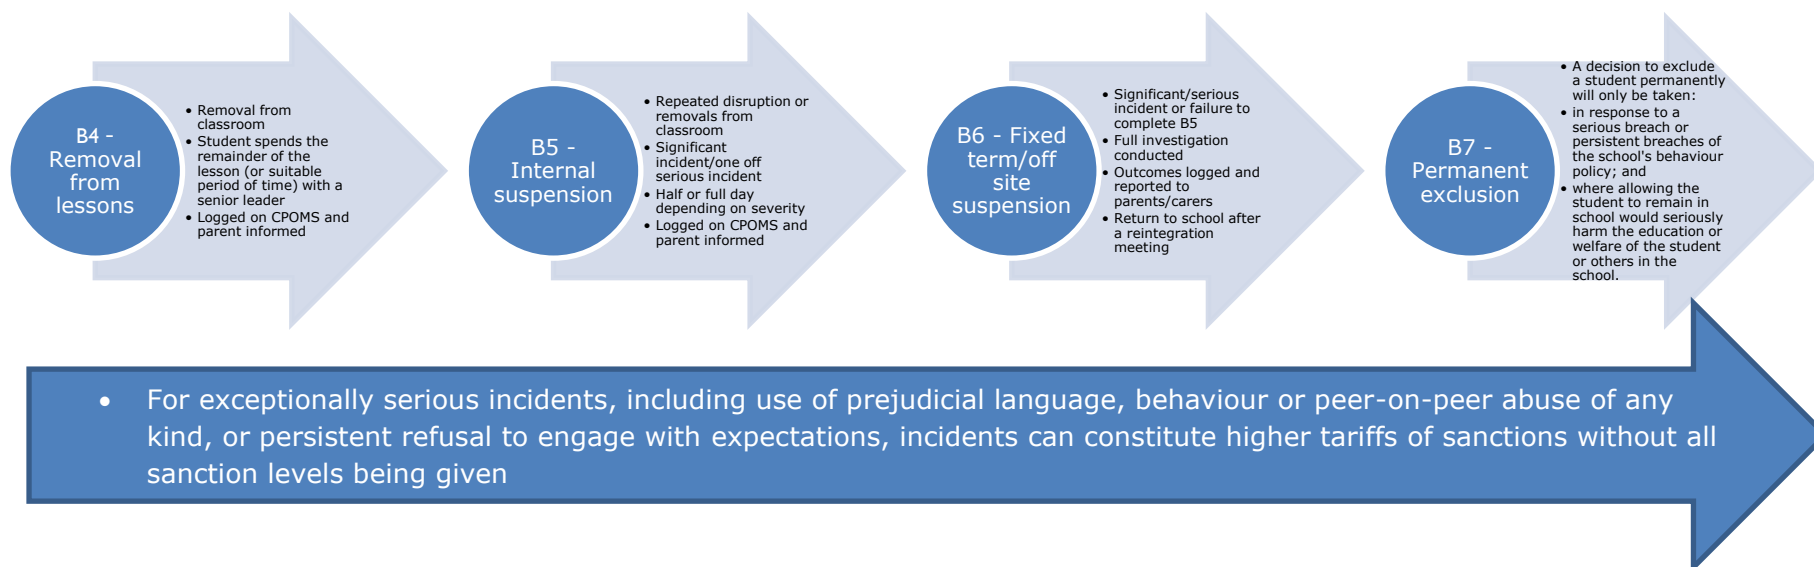 B4 -
Removal
from
lessons
• Removal from
classroom
• Student spends the
remainder of the
lesson (or suitable
period of time) with a
senior leader
• Logged on CPOMS and
parent informed
B5 -
Internal
suspension
• Repeated disruption or
removals from
classroom
• Significant
incident/one off
serious incident
• Half or full day
depending on severity
• Logged on CPOMS and
parent informed
B6 - Fixed
term/off
site
suspension
• Significant/serious
incident or failure to
complete B5
• Full investigation
conducted
• Outcomes logged and
reported to
parents/carers
• Return to school after
a reintegration
meeting
B7 -
Permanent
exclusion
• A decision to exclude
a student permanently
will only be taken:
• in response to a
serious breach or
persistent breaches of
the school's behaviour
policy; and
• where allowing the
student to remain in
school would seriously
harm the education or
welfare of the student
or others in the
school.
• For exceptionally serious incidents, including use of prejudicial language, behaviour or peer-on-peer abuse of any
kind, or persistent refusal to engage with expectations, incidents can constitute higher tariffs of sanctions without all
sanction levels being given